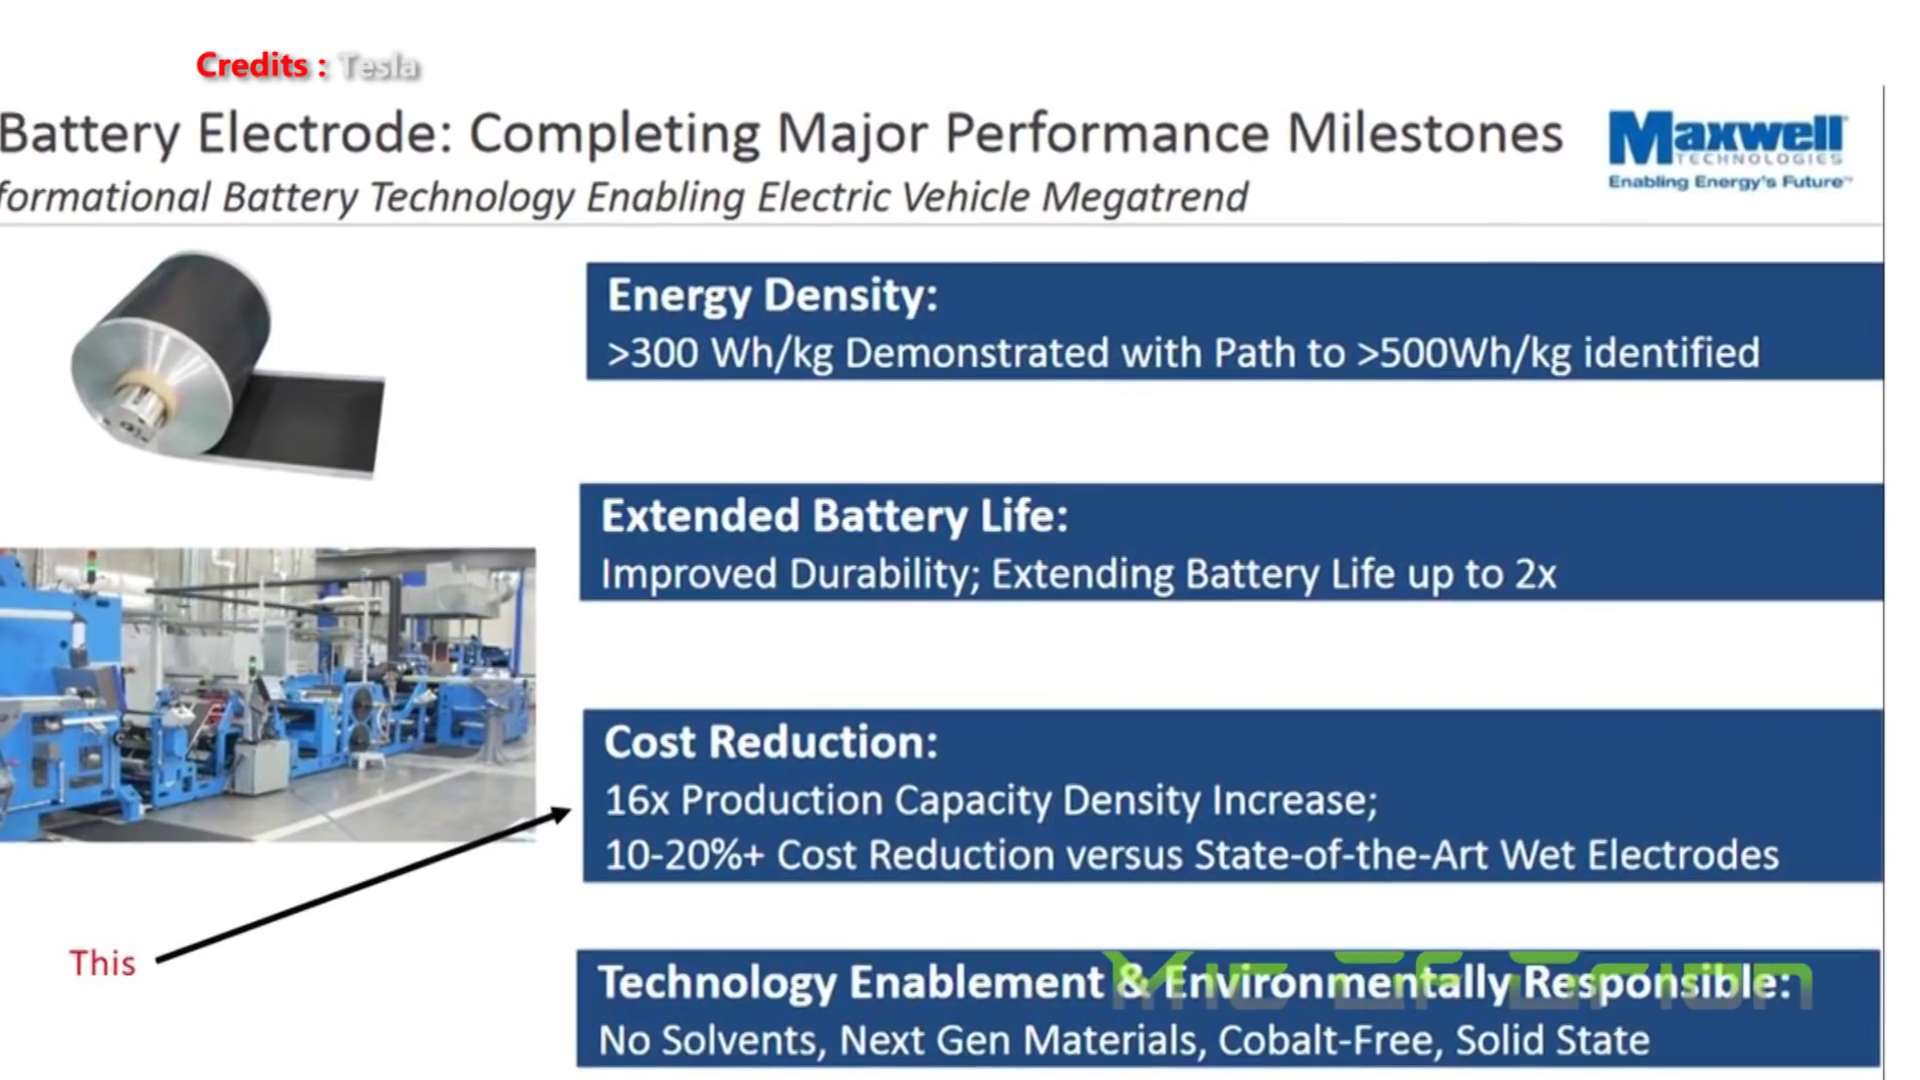 Credits : Tesla
Battery Electrode: Completing Major Performance Milestones
formational Battery Technology Enabling Electric Vehicle Megatrend
Maxwell
TECHNOLOGIES
Enabling Energy's Future™
Energy Density:
>300 Wh/kg Demonstrated with Path to >500Wh/kg identified
Extended Battery Life:
Improved Durability; Extending Battery Life up to 2x
Cost Reduction:
16x Production Capacity Density Increase;
10-20%+ Cost Reduction versus State-of-the-Art Wet Electrodes
This
Technology Enablement & Environmentally Responsible:
No Solvents, Next Gen Materials, Cobalt-Free, Solid State